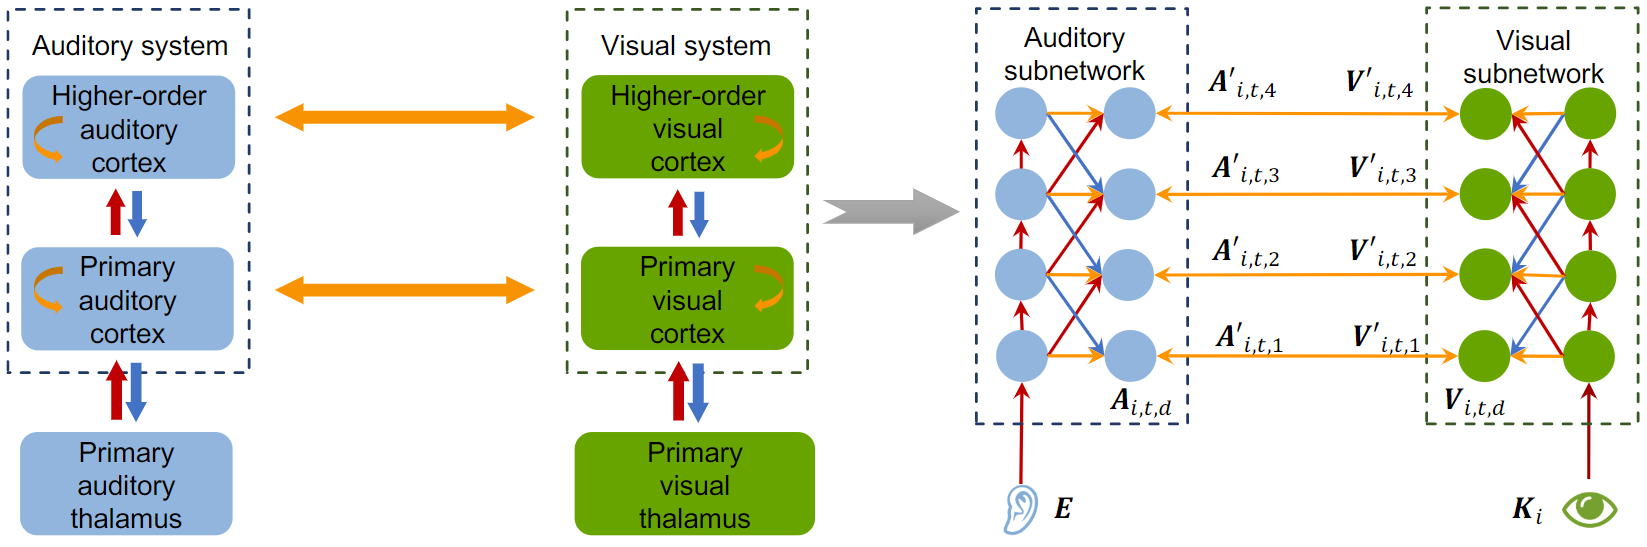 Auditory system
Higher-order
auditory
cortex
Primary
auditory
cortex
Primary
auditory
thalamus
Visual system
Higher-order
visual
cortex
Primary
visual
cortex
Primary
visual
thalamus
Auditory
subnetwork
A′i,t,4
A′i,t,3
A′i,t,2
A′i,t,1
Ai,t,d
E
V′i,t,4
V′i,t,3
V′i,t,2
V′i,t,1
Visual
subnetwork
Vi,t,d
Ki